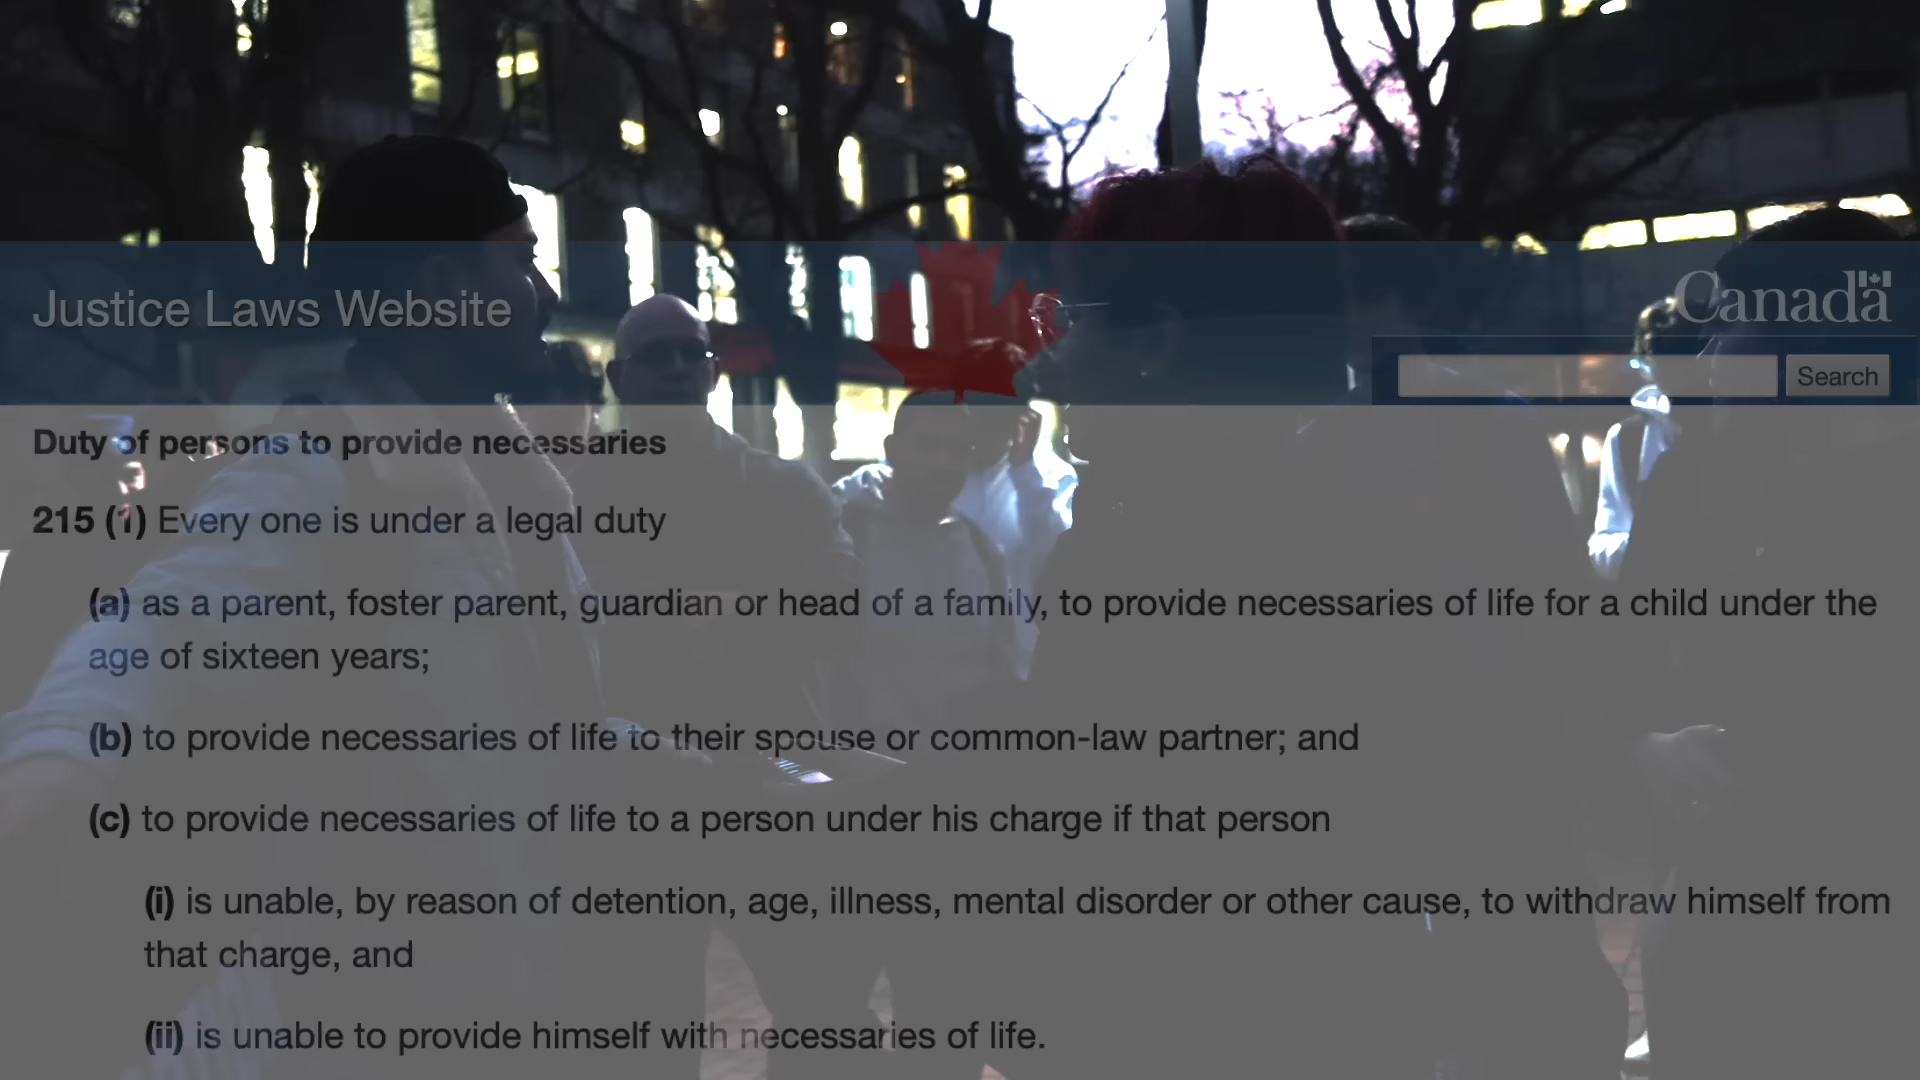 Justice Laws Website
Canada
Search
Duty of persons to provide necessaries
215 (1) Every one is under a legal duty
(a) as a parent, foster parent, guardian or head of a family, to provide necessaries of life for a child under the
age of sixteen years;
(b) to provide necessaries of life to their spouse or common-law partner; and
(c) to provide necessaries of life to a person under his charge if that person
(i) is unable, by reason of detention, age, illness, mental disorder or other cause, to withdraw himself from
that charge, and
(ii) is unable to provide himself with necessaries of life.